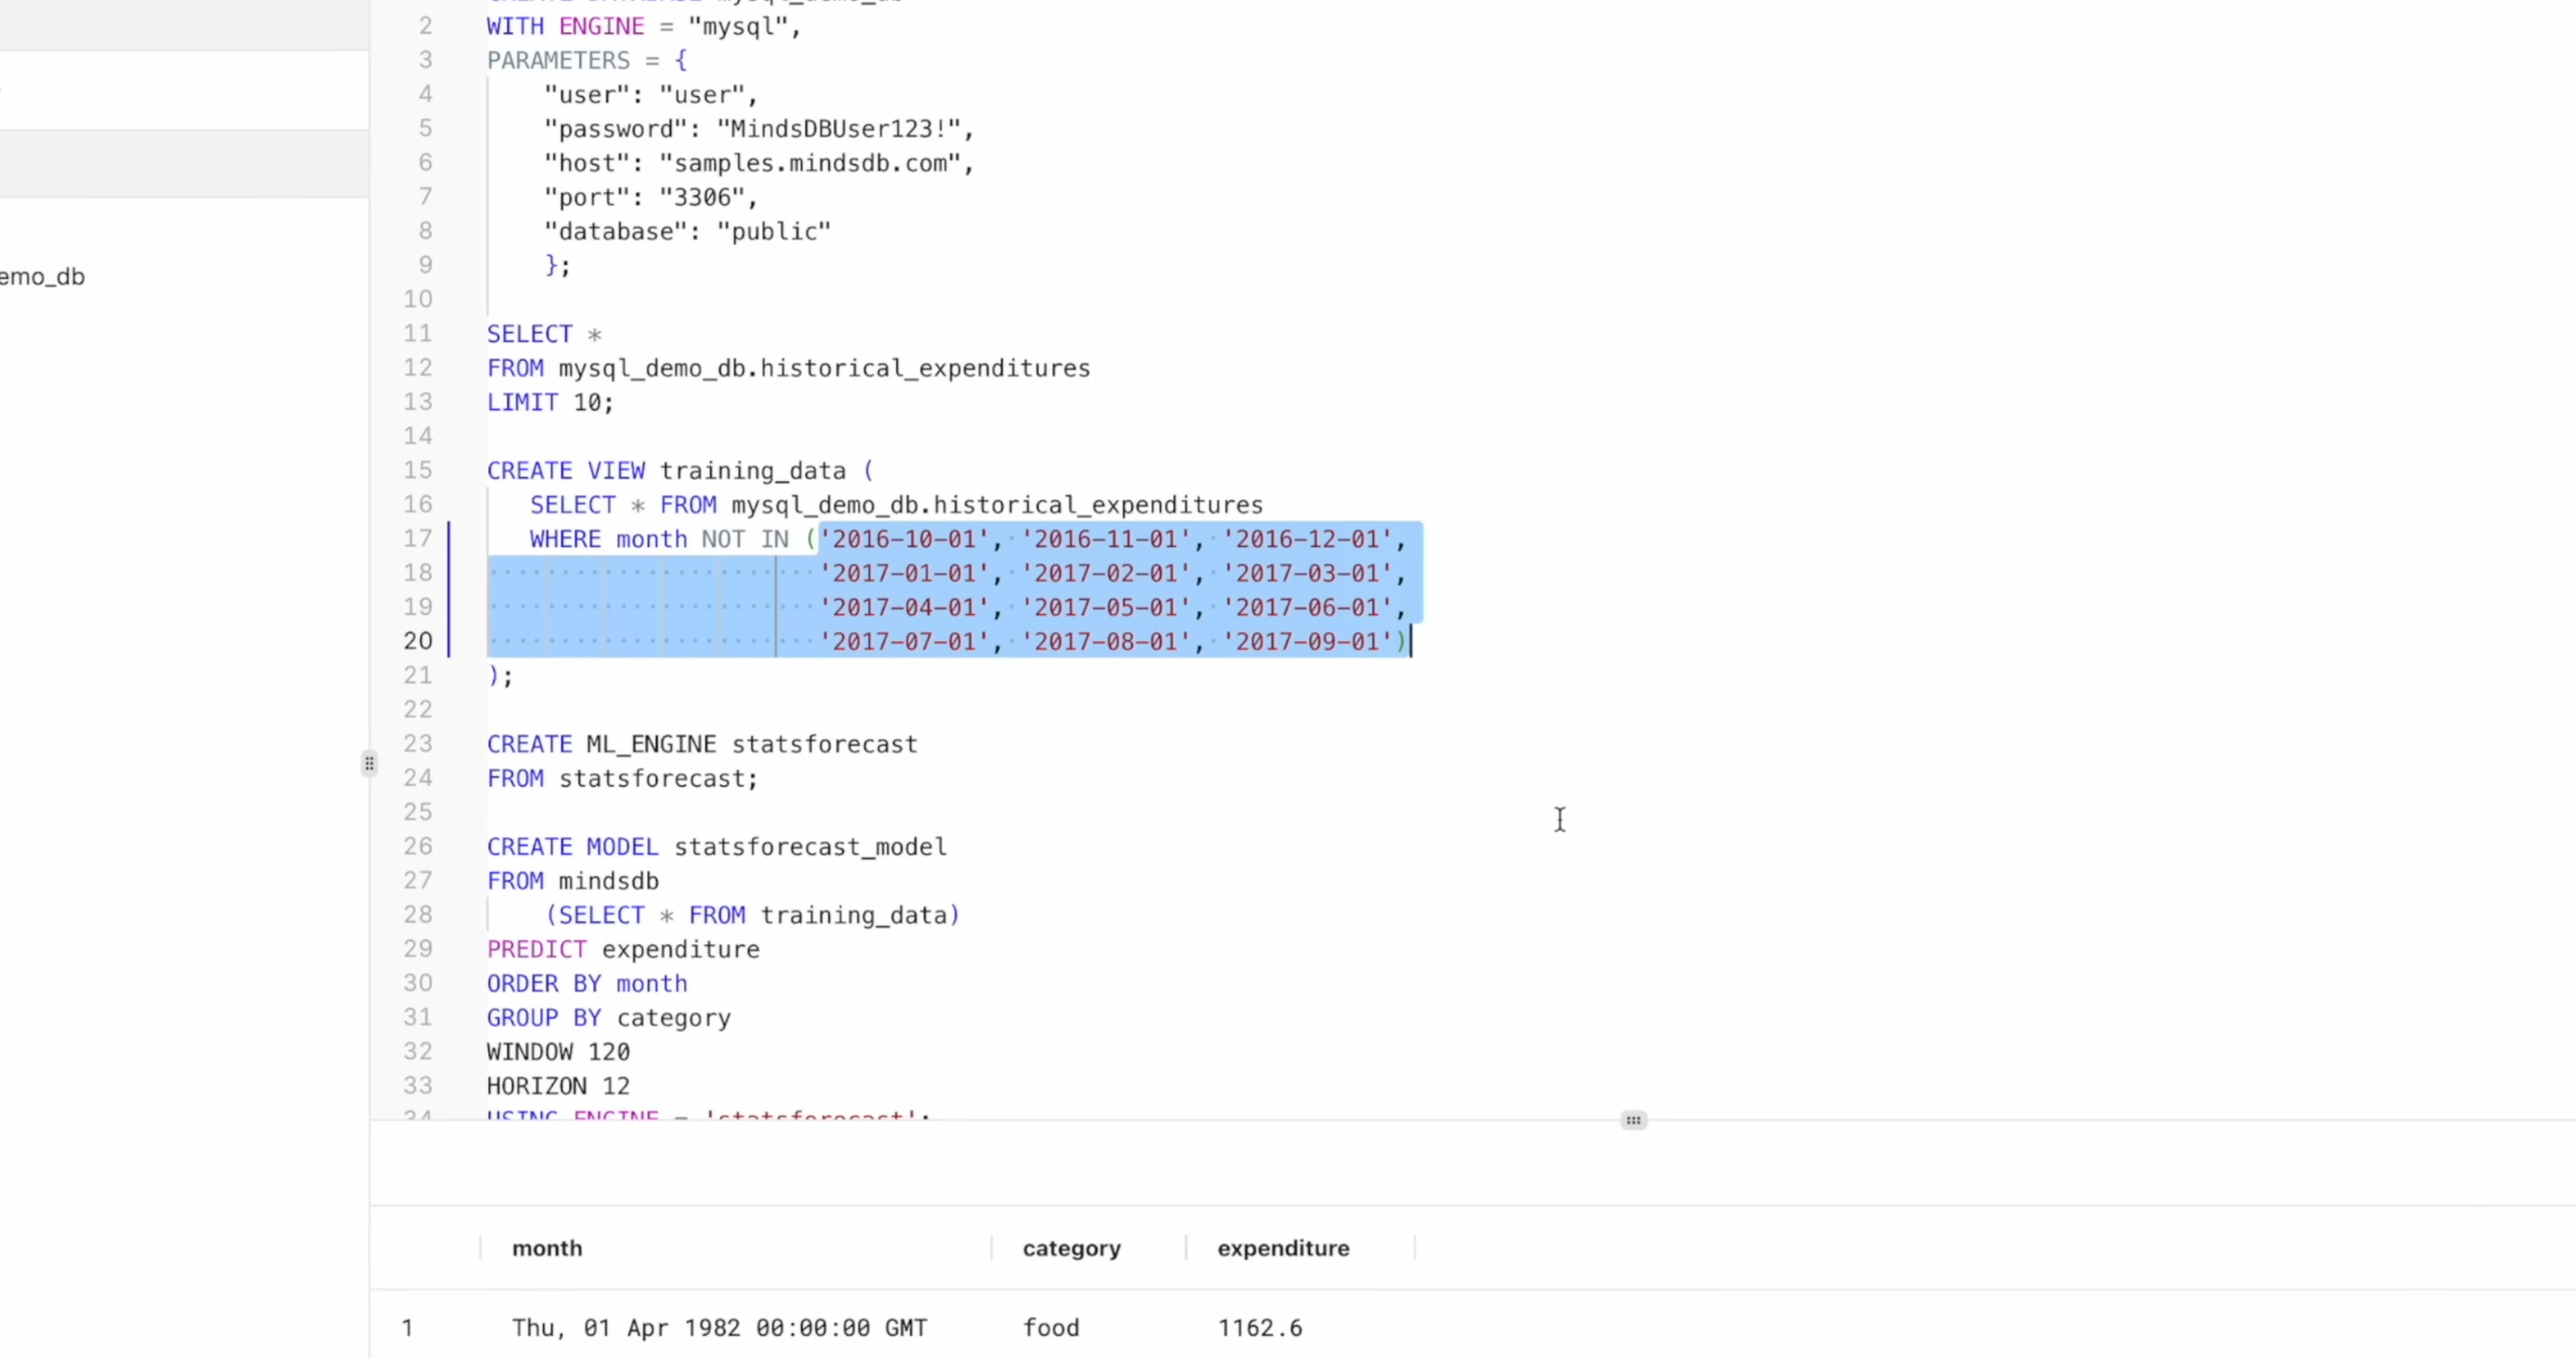 2 WITH ENGINE = "mysql",
3 PARAMETERS = {
4 "user": "user",
5 "password": "MindsDBUser123!",
6 "host": "samples.mindsdb.com",
7 "port": "3306",
8 "database": "public"
9 };
emo_db
10
11 SELECT *
12 FROM mysql_demo_db.historical_expenditures
13 LIMIT 10;
14
15 CREATE VIEW training_data (
16 SELECT * FROM mysql_demo_db.historical_expenditures
17 WHERE month NOT IN ('2016-10-01', '2016-11-01', '2016-12-01',
18 '2017-01-01', '2017-02-01', '2017-03-01',
19 '2017-04-01', '2017-05-01', '2017-06-01',
20 '2017-07-01', '2017-08-01', '2017-09-01')
21 );
22
23 CREATE ML_ENGINE statsforecast
24 FROM statsforecast;
25
26 CREATE MODEL statsforecast_model
27 FROM mindsdb
28 (SELECT * FROM training_data)
29 PREDICT expenditure
30 ORDER BY month
31 GROUP BY category
32 WINDOW 120
33 HORIZON 12
34 USING ENGINE = 'statsforecast';
month category expenditure
1 Thu, 01 Apr 1982 00:00:00 GMT food 1162.6